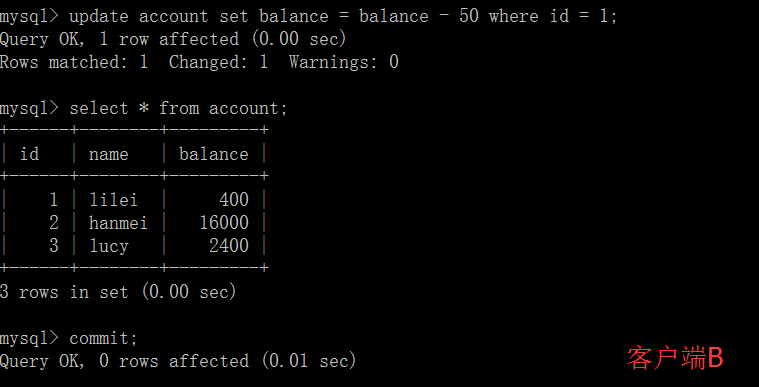 mysql> update account set balance = balance - 50 where id = 1;
Query OK, 1 row affected (0.00 sec)
Rows matched: 1  Changed: 1  Warnings: 0

mysql> select * from account;
+------+--------+---------+
| id   | name   | balance |
+------+--------+---------+
|    1 | lilei  |     400 |
|    2 | hanmei |   16000 |
|    3 | lucy   |    2400 |
+------+--------+---------+
3 rows in set (0.00 sec)

mysql> commit;
Query OK, 0 rows affected (0.01 sec)
客户端B